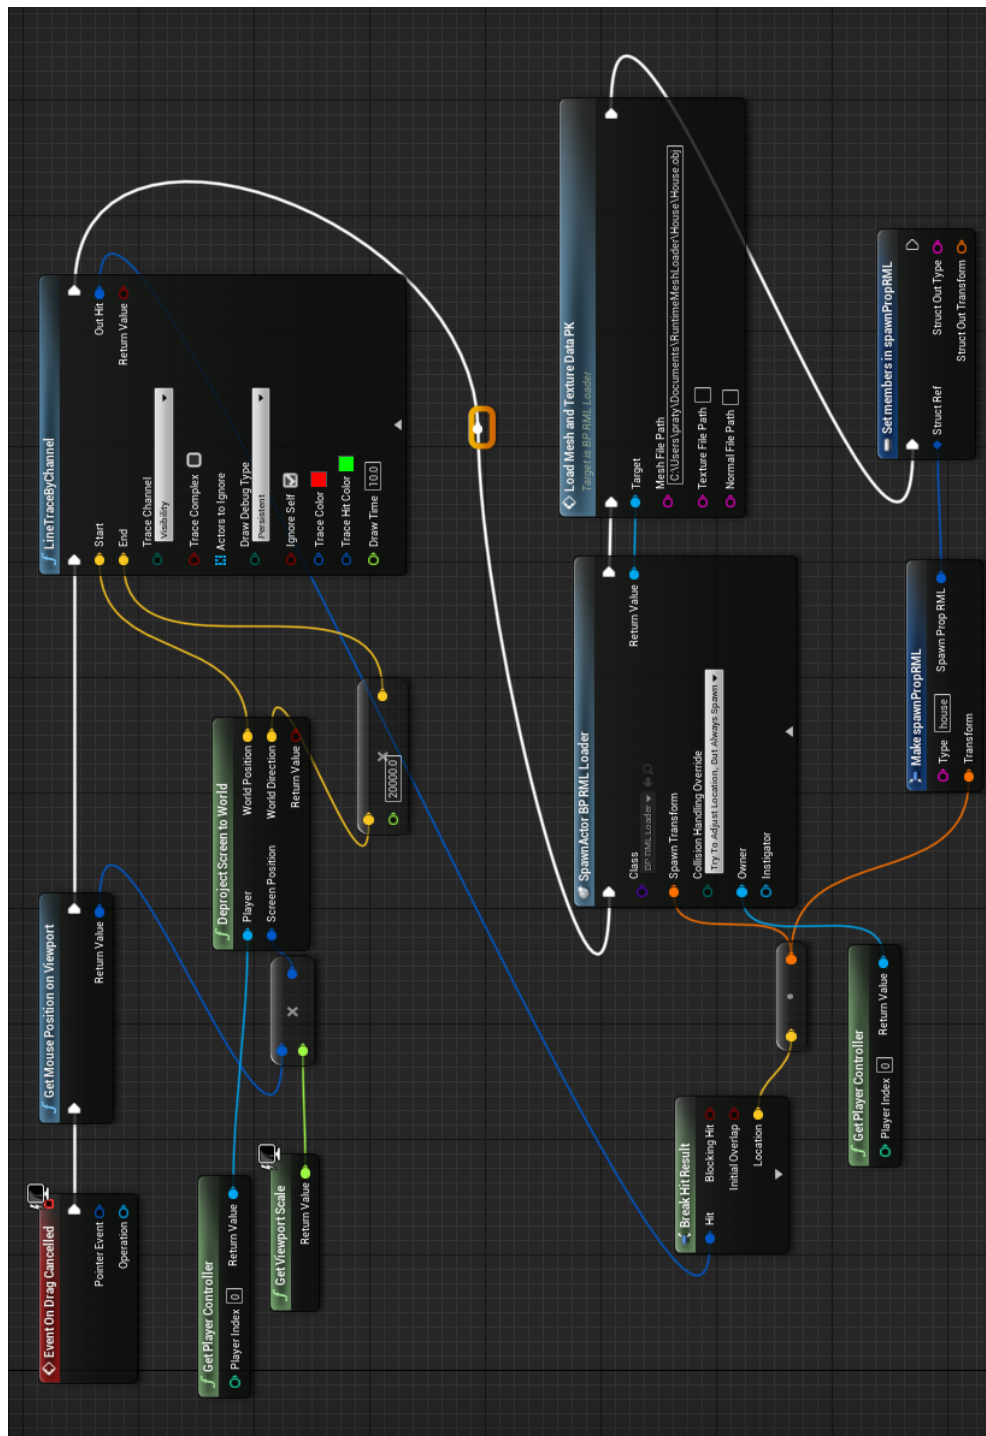 Event On Drag Cancelled
Pointer Event
Operation
Get Mouse Position on Viewport
Return Value
LineTraceByChannel
Start
End
Trace Channel
Visibility
Trace Complex
Actors to Ignore
Draw Debug Type
Persistent
Ignore Self
Trace Color
Trace Hit Color
Draw Time 10.0
Out Hit
Return Value
Get Player Controller
Player Index 0
Return Value
Get Viewport Scale
Return Value
Deproject Screen to World
Player
Screen Position
World Position
World Direction
Return Value
20000.0
Break Hit Result
Hit
Blocking Hit
Initial Overlap
Location
Get Player Controller
Player Index 0
Return Value
SpawnActor BP RML Loader
Class
BP RML Loader
Spawn Transform
Collision Handling Override
Try To Adjust Location, But Always Spawn
Owner
Instigator
Return Value
Load Mesh and Texture Data PK
Target is BP RML Loader
Target
Mesh File Path
C:\Users\praty\Documents\RuntimeMeshLoader\House\House.obj
Texture File Path
Normal File Path
Make spawnPropRML
Type house
Transform
Spawn Prop RML
Set members in spawnPropRML
Struct Ref
Struct Out Type
Struct Out Transform